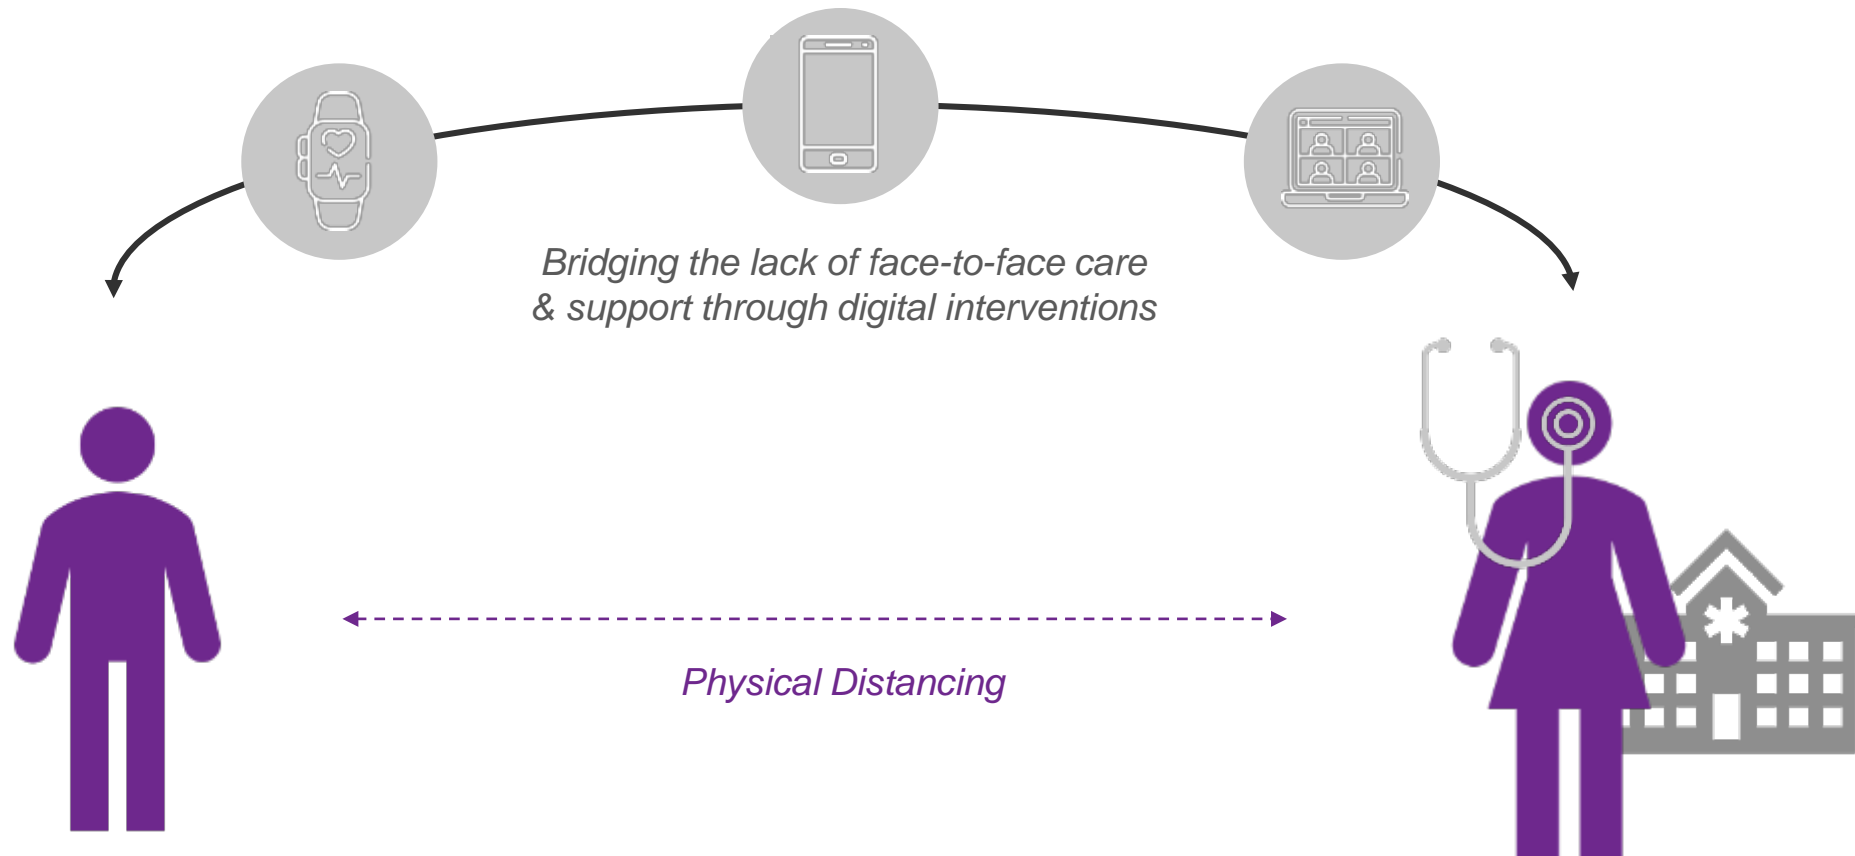 Bridging the lack of face-to-face care
& support through digital interventions
Physical Distancing